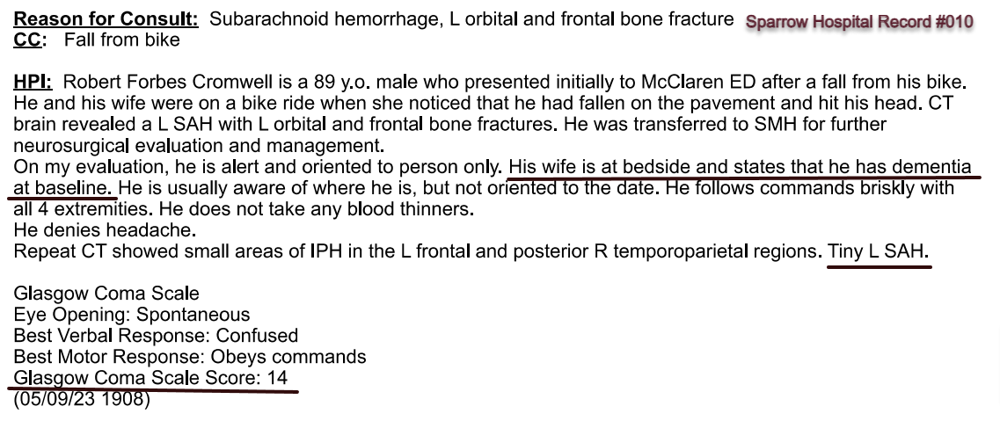 Reason for Consult: Subarachnoid hemorrhage, L orbital and frontal bone fracture Sparrow Hospital Record #010
CC: Fall from bike
HPI: Robert Forbes Cromwell is a 89 y.o. male who presented initially to McClaren ED after a fall from his bike.
He and his wife were on a bike ride when she noticed that he had fallen on the pavement and hit his head. CT
brain revealed a L SAH with L orbital and frontal bone fractures. He was transferred to SMH for further
neurosurgical evaluation and management.
On my evaluation, he is alert and oriented to person only. His wife is at bedside and states that he has dementia
at baseline. He is usually aware of where he is, but not oriented to the date. He follows commands briskly with
all 4 extremities. He does not take any blood thinners.
He denies headache.
Repeat CT showed small areas of IPH in the L frontal and posterior R temporoparietal regions. Tiny L SAH.
Glasgow Coma Scale
Eye Opening: Spontaneous
Best Verbal Response: Confused
Best Motor Response: Obeys commands
Glasgow Coma Scale Score: 14
(05/09/23 1908)